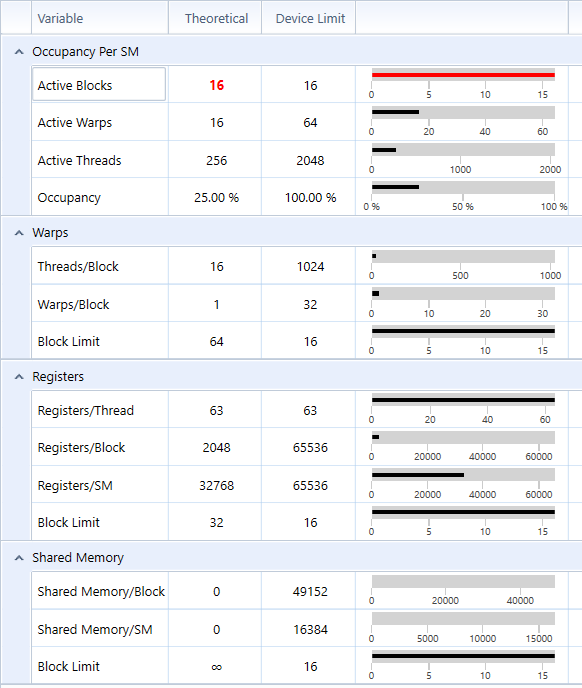 Variable Theoretical Device Limit
Occupancy Per SM
Active Blocks 16 16
0 5 10 15
Active Warps 16 64
0 20 40 60
Active Threads 256 2048
0 1000 2000
Occupancy 25.00 % 100.00 %
0 % 50 % 100 %
Warps
Threads/Block 16 1024
0 500 1000
Warps/Block 1 32
0 10 20 30
Block Limit 64 16
0 5 10 15
Registers
Registers/Thread 63 63
0 20 40 60
Registers/Block 2048 65536
0 20000 40000 60000
Registers/SM 32768 65536
0 20000 40000 60000
Block Limit 32 16
0 5 10 15
Shared Memory
Shared Memory/Block 0 49152
0 20000 40000
Shared Memory/SM 0 16384
0 5000 10000 15000
Block Limit ∞ 16
0 5 10 15